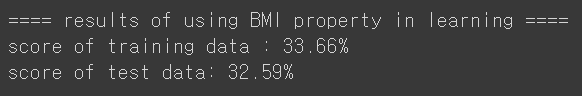 ==== results of using BMI property in learning ====
score of training data : 33.66%
score of test data: 32.59%